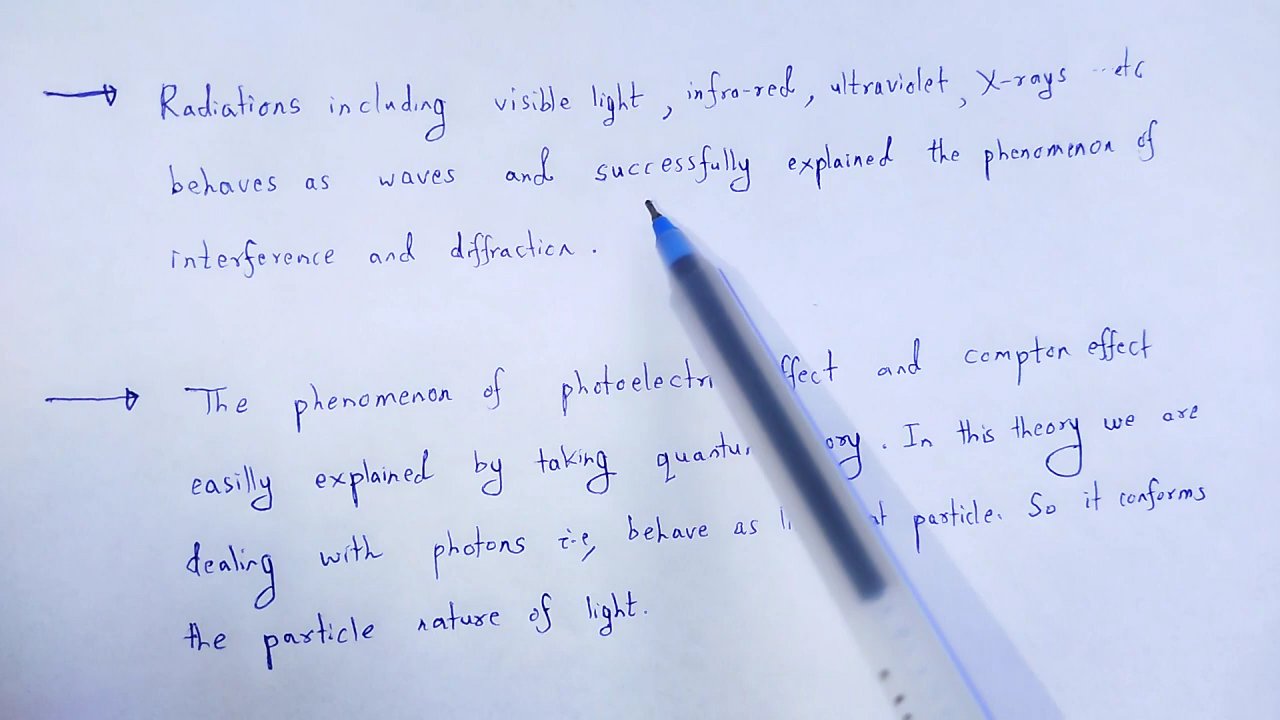 → Radiations including visible light, infra-red, ultraviolet, X-rays ...etc
behaves as waves and successfully explained the phenomenon of
interference and diffraction.
→ The phenomenon of photoelectri ffect and compton effect
easilly explained by taking quantu ory. In this theory we are
dealing with photons i.e, behave as particle. So it conforms
the particle nature of light.